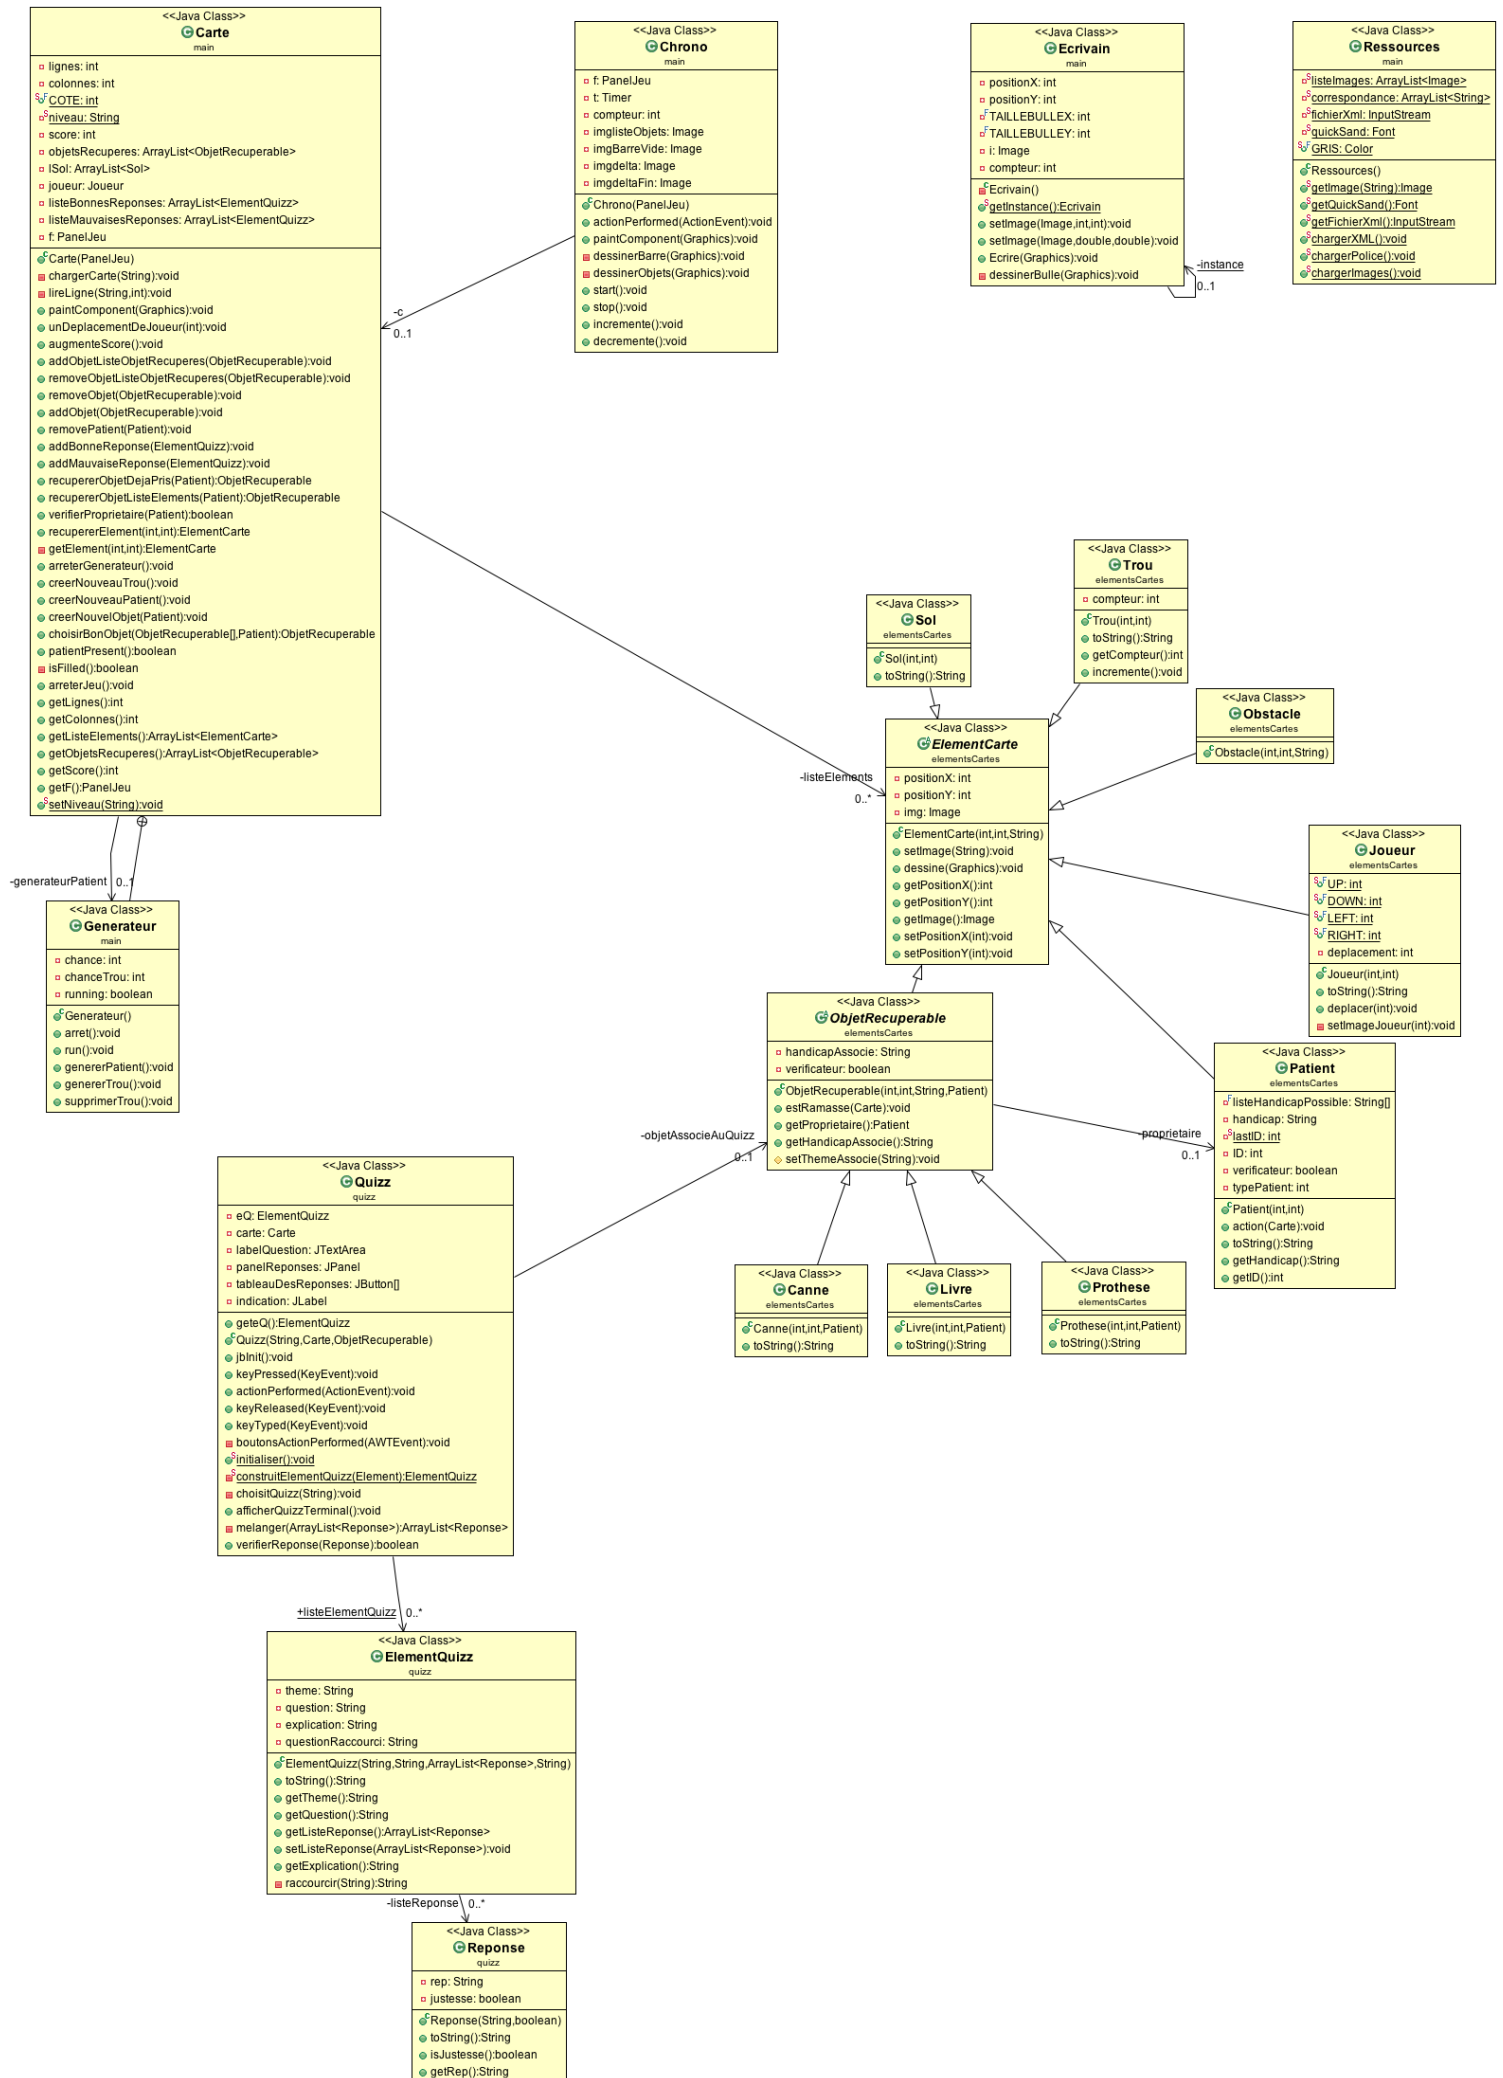 <<Java Class>>
Carte
main
lignes: int
colonnes: int
COTE: int
niveau: String
score: int
objetsRecuperes: ArrayList<ObjetRecuperable>
lSol: ArrayList<Sol>
joueur: Joueur
listeBonnesReponses: ArrayList<ElementQuizz>
listeMauvaisesReponses: ArrayList<ElementQuizz>
f: PanelJeu
Carte(PanelJeu)
chargerCarte(String):void
lireLigne(String,int):void
paintComponent(Graphics):void
unDeplacementDeJoueur(int):void
augmenteScore():void
addObjetListeObjetRecuperes(ObjetRecuperable):void
removeObjetListeObjetRecuperes(ObjetRecuperable):void
removeObjet(ObjetRecuperable):void
addObjet(ObjetRecuperable):void
removePatient(Patient):void
addBonneReponse(ElementQuizz):void
addMauvaiseReponse(ElementQuizz):void
recupererObjetDejaPris(Patient):ObjetRecuperable
recupererObjetListeElements(Patient):ObjetRecuperable
verifierProprietaire(Patient):boolean
recupererElement(int,int):ElementCarte
getElement(int,int):ElementCarte
arreterGenerateur():void
creerNouveauTrou():void
creerNouveauPatient():void
creerNouvelObjet(Patient):void
choisirBonObjet(ObjetRecuperable[],Patient):ObjetRecuperable
patientPresent():boolean
isFilled():boolean
arreterJeu():void
getLignes():int
getColonnes():int
getListeElements():ArrayList<ElementCarte>
getObjetsRecuperes():ArrayList<ObjetRecuperable>
getScore():int
getF():PanelJeu
setNiveau(String):void
<<Java Class>>
Chrono
main
f: PanelJeu
t: Timer
compteur: int
imglisteObjets: Image
imgBarreVide: Image
imgdelta: Image
imgdeltaFin: Image
Chrono(PanelJeu)
actionPerformed(ActionEvent):void
paintComponent(Graphics):void
dessinerBarre(Graphics):void
dessinerObjets(Graphics):void
start():void
stop():void
incremente():void
decremente():void
-c
0..1
<<Java Class>>
Ecrivain
main
positionX: int
positionY: int
TAILLEBULLEX: int
TAILLEBULLEY: int
i: Image
compteur: int
Ecrivain()
getInstance():Ecrivain
setImage(Image,int,int):void
setImage(Image,double,double):void
Ecrire(Graphics):void
dessinerBulle(Graphics):void
-instance
0..1
<<Java Class>>
Ressources
main
listeImages: ArrayList<Image>
correspondance: ArrayList<String>
fichierXml: InputStream
quickSand: Font
GRIS: Color
Ressources()
getImage(String):Image
getQuickSand():Font
getFichierXml():InputStream
chargerXML():void
chargerPolice():void
chargerImages():void
<<Java Class>>
Trou
elementsCartes
compteur: int
Trou(int,int)
toString():String
getCompteur():int
incremente():void
<<Java Class>>
Sol
elementsCartes
Sol(int,int)
toString():String
<<Java Class>>
Obstacle
elementsCartes
Obstacle(int,int,String)
-listeElements
0..*
<<Java Class>>
ElementCarte
elementsCartes
positionX: int
positionY: int
img: Image
ElementCarte(int,int,String)
setImage(String):void
dessine(Graphics):void
getPositionX():int
getPositionY():int
getImage():Image
setPositionX(int):void
setPositionY(int):void
<<Java Class>>
Joueur
elementsCartes
UP: int
DOWN: int
LEFT: int
RIGHT: int
deplacement: int
Joueur(int,int)
toString():String
deplacer(int):void
setImageJoueur(int):void
-generateurPatient
0..1
<<Java Class>>
Generateur
main
chance: int
chanceTrou: int
running: boolean
Generateur()
arret():void
run():void
genererPatient():void
genererTrou():void
supprimerTrou():void
<<Java Class>>
ObjetRecuperable
elementsCartes
handicapAssocie: String
verificateur: boolean
ObjetRecuperable(int,int,String,Patient)
estRamasse(Carte):void
getProprietaire():Patient
getHandicapAssocie():String
setThemeAssocie(String):void
-proprietaire
0..1
<<Java Class>>
Patient
elementsCartes
listeHandicapPossible: String[]
handicap: String
lastID: int
ID: int
verificateur: boolean
typePatient: int
Patient(int,int)
action(Carte):void
toString():String
getHandicap():String
getID():int
-objetAssocieAuQuizz
0..1
<<Java Class>>
Quizz
quizz
eQ: ElementQuizz
carte: Carte
labelQuestion: JTextArea
panelReponses: JPanel
tableauDesReponses: JButton[]
indication: JLabel
geteQ():ElementQuizz
Quizz(String,Carte,ObjetRecuperable)
jbInit():void
keyPressed(KeyEvent):void
actionPerformed(ActionEvent):void
keyReleased(KeyEvent):void
keyTyped(KeyEvent):void
boutonsActionPerformed(AWTEvent):void
initialiser():void
construitElementQuizz(Element):ElementQuizz
choisitQuizz(String):void
afficherQuizzTerminal():void
melanger(ArrayList<Reponse>):ArrayList<Reponse>
verifierReponse(Reponse):boolean
<<Java Class>>
Canne
elementsCartes
Canne(int,int,Patient)
toString():String
<<Java Class>>
Livre
elementsCartes
Livre(int,int,Patient)
toString():String
<<Java Class>>
Prothese
elementsCartes
Prothese(int,int,Patient)
toString():String
+listeElementQuizz
0..*
<<Java Class>>
ElementQuizz
quizz
theme: String
question: String
explication: String
questionRaccourci: String
ElementQuizz(String,String,ArrayList<Reponse>,String)
toString():String
getTheme():String
getQuestion():String
getListeReponse():ArrayList<Reponse>
setListeReponse(ArrayList<Reponse>):void
getExplication():String
raccourcir(String):String
-listeReponse
0..*
<<Java Class>>
Reponse
quizz
rep: String
justesse: boolean
Reponse(String,boolean)
toString():String
isJustesse():boolean
getRep():String